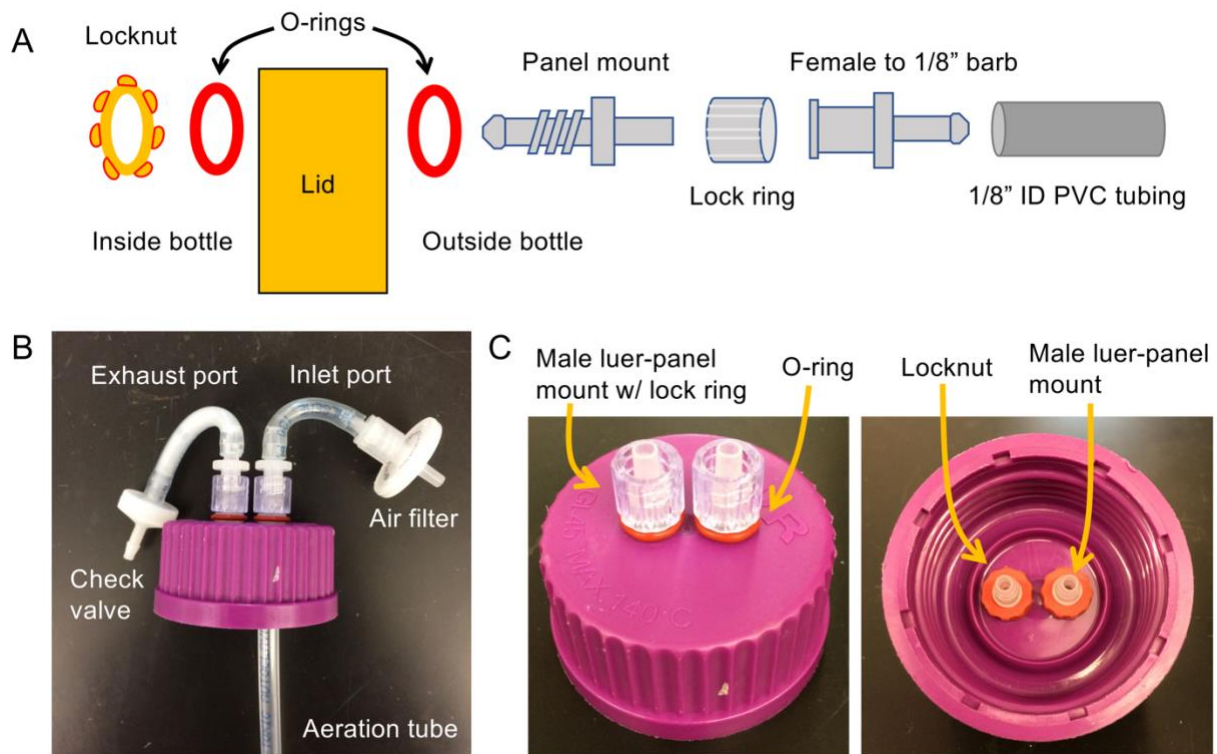 A
Locknut
O-rings
Panel mount
Female to 1/8” barb
Lid
Lock ring
1/8” ID PVC tubing
Inside bottle
Outside bottle
B
Exhaust port
Inlet port
Air filter
Check
valve
Aeration tube
C
Male luer-panel
mount w/ lock ring
O-ring
Locknut
Male luer-panel
mount
GL45 MAX 140°C